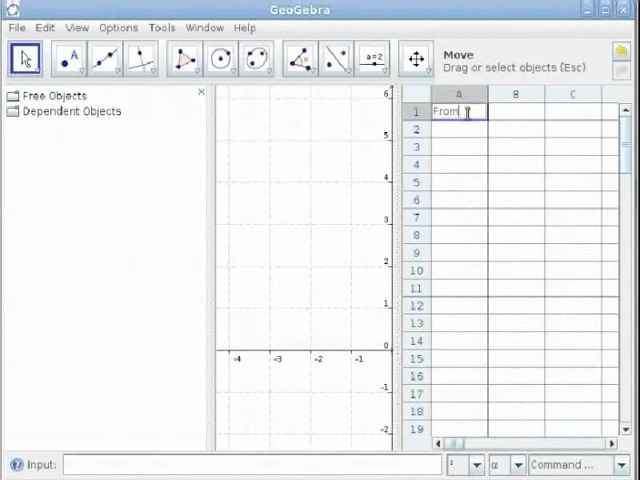 GeoGebra
File Edit View Options Tools Window Help
A
a=2
Move
Drag or select objects (Esc)
Free Objects
Dependent Objects
A B C
1 From
2
3
4
5
6
7
8
9
10
11
12
13
14
15
16
17
18
19
6
5
4
3
2
1
0
-1
-2
-4 -3 -2 -1
Input:
α
Command ...